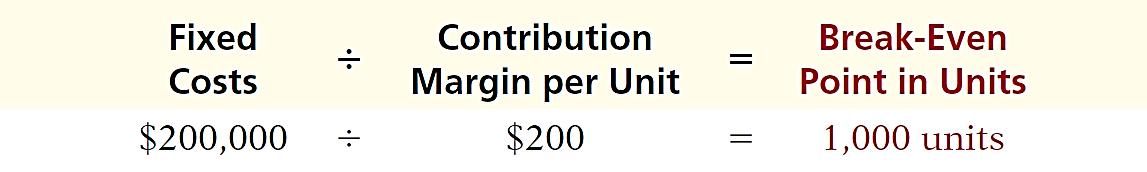 Fixed Costs ÷ Contribution Margin per Unit = Break-Even Point in Units
$200,000 ÷ $200 = 1,000 units